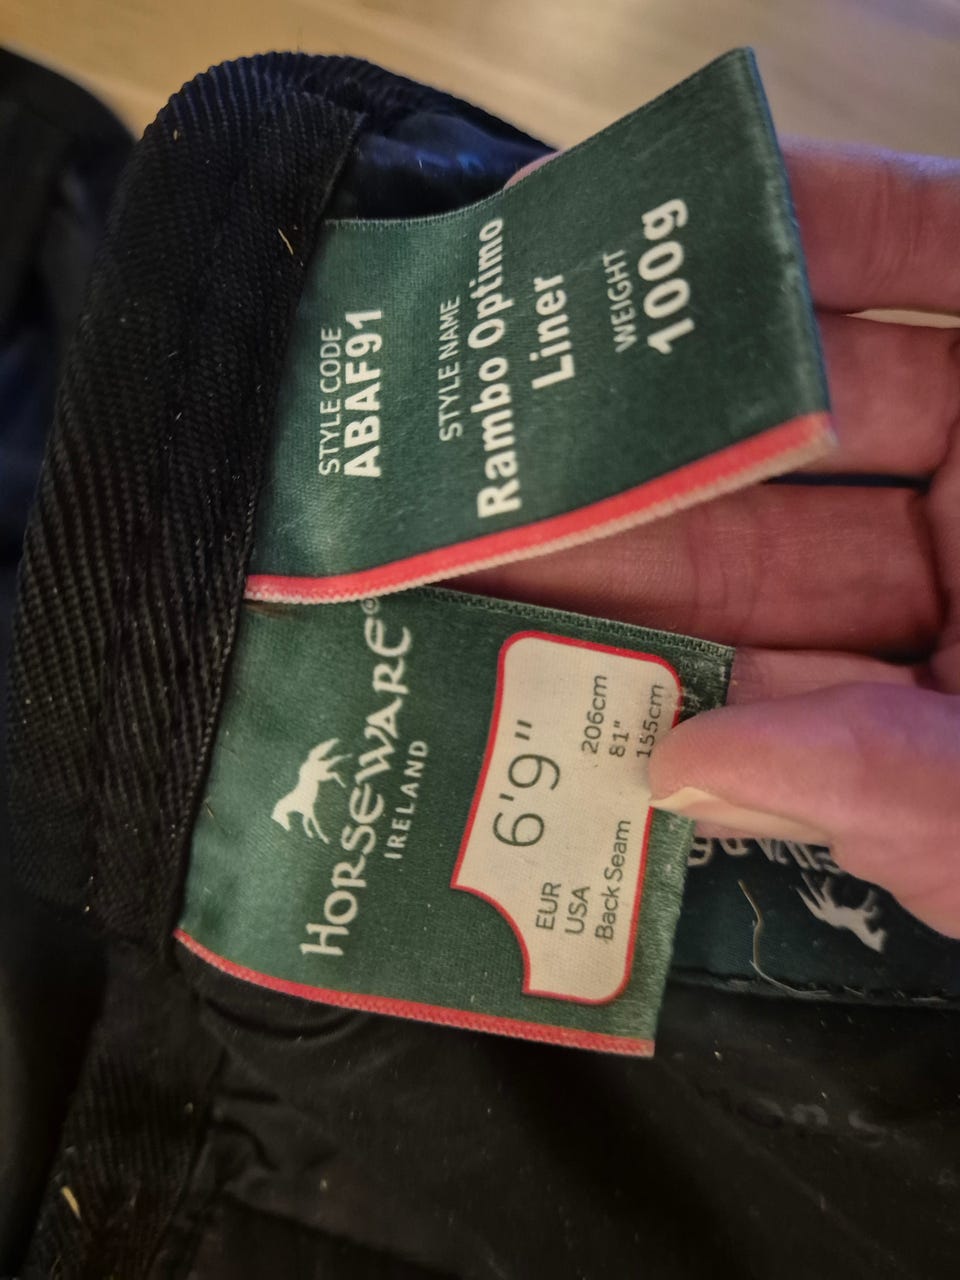 STYLE CODE
ABAF91
STYLE NAME
Rambo Optimo
Liner
WEIGHT
100g
HORSEWARE®
IRELAND
6'9"
EUR 206cm
USA 81"
Back Seam 155cm